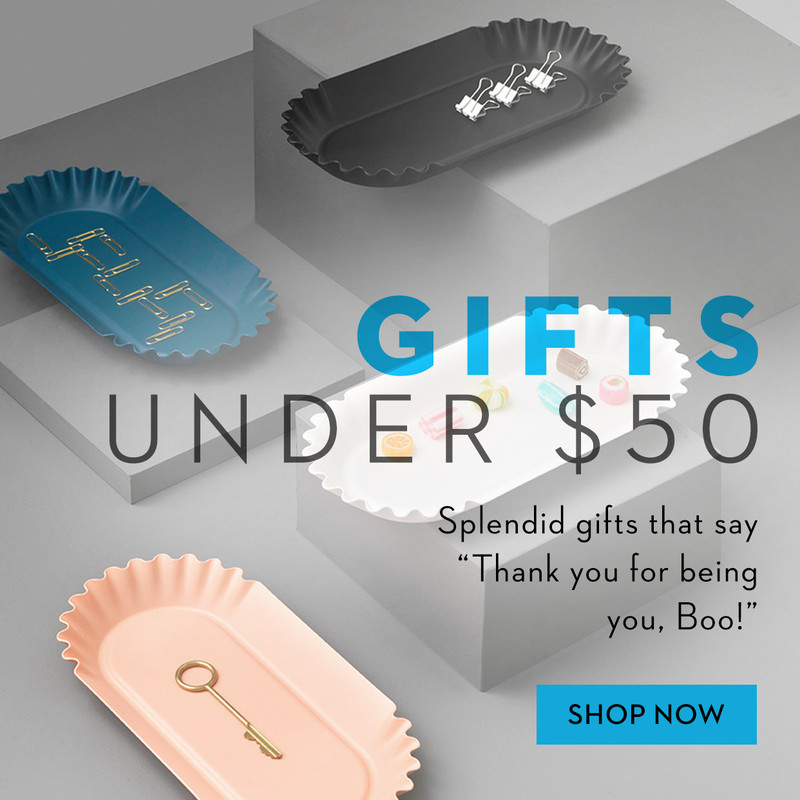 GIFTS
UNDER $50
Splendid gifts that say
“Thank you for being
you, Boo!”
SHOP NOW